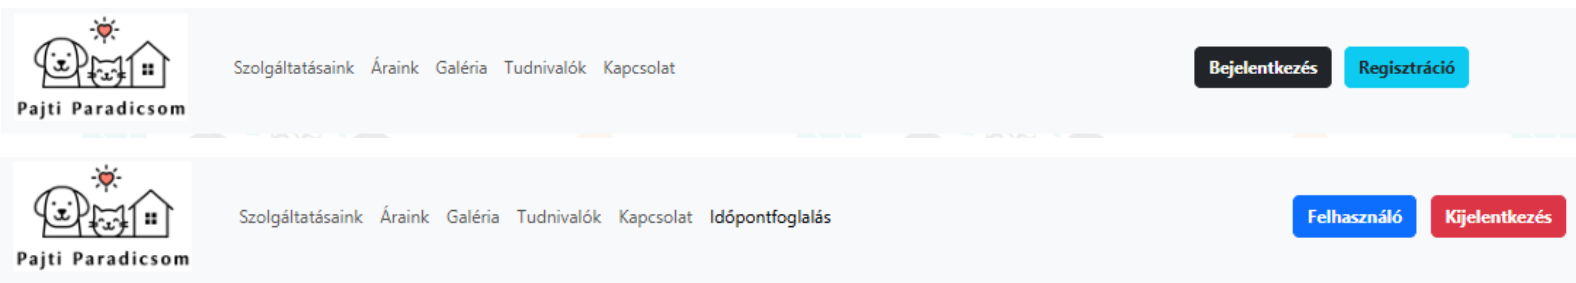 Szolgáltatásaink Áraink Galéria Tudnivalók Kapcsolat Bejelentkezés Regisztráció
Pajti Paradicsom
Szolgáltatásaink Áraink Galéria Tudnivalók Kapcsolat Időpontfoglalás Felhasználó Kijelentkezés
Pajti Paradicsom